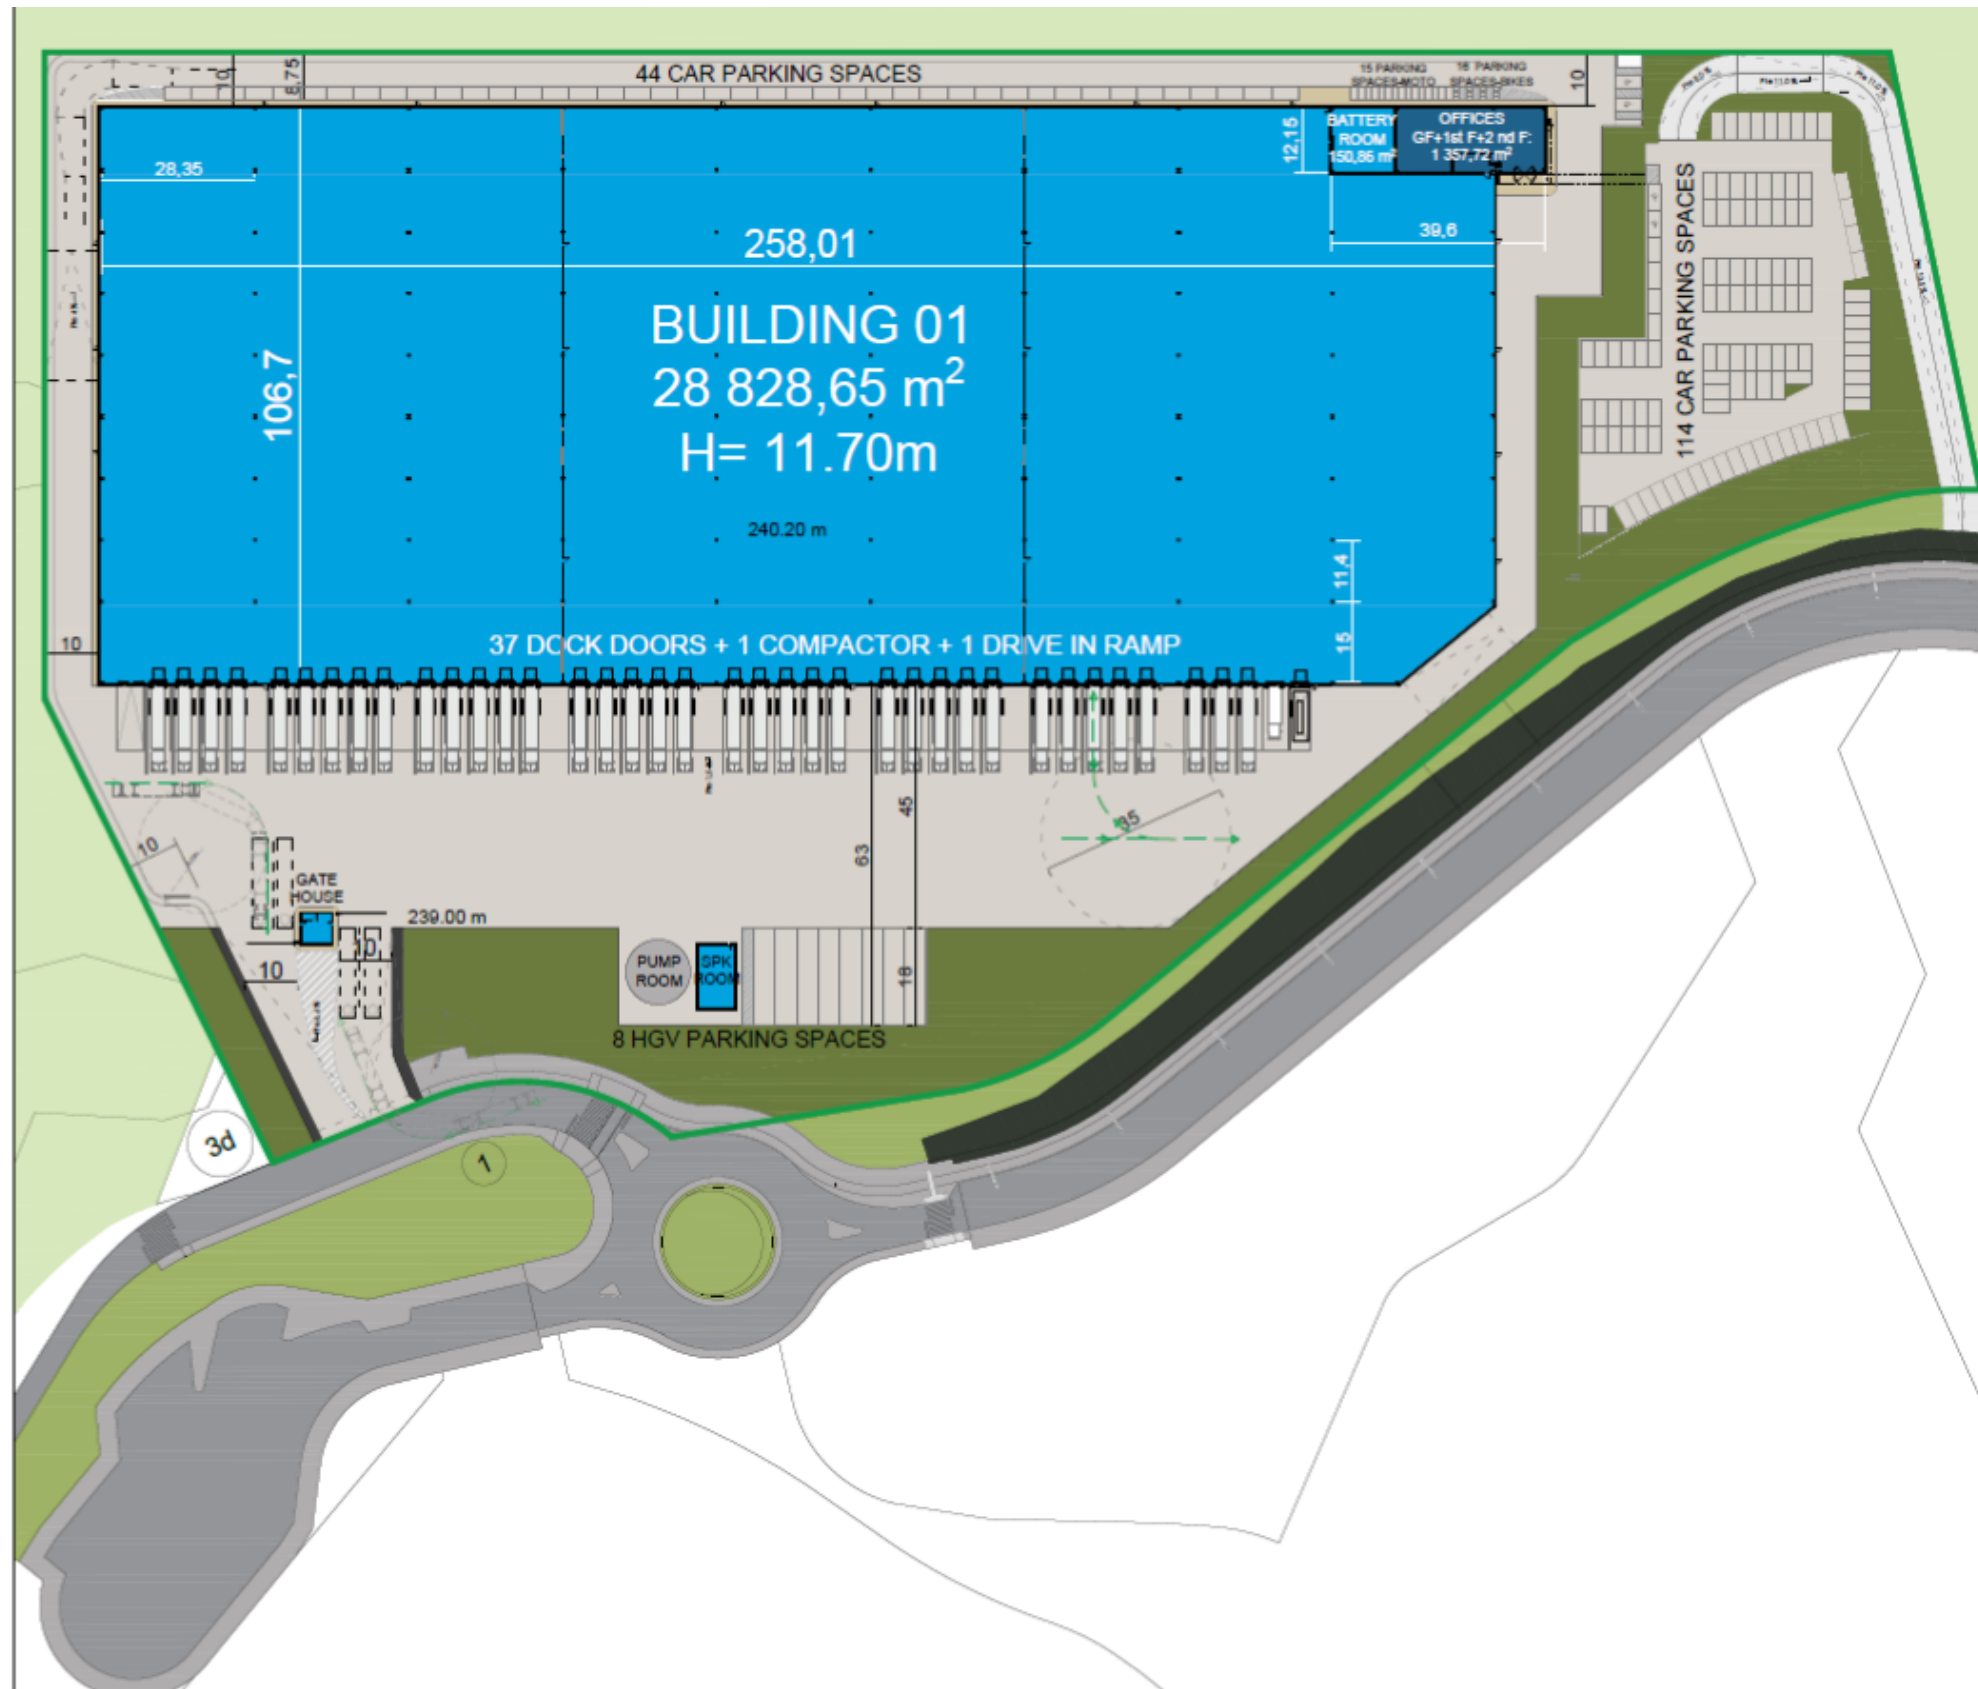 44 CAR PARKING SPACES
15 PARKING
SPACES-MOTO
16 PARKING
SPACES-BIKES
10
8,75
10
BATTERY
ROOM
150,86 m²
OFFICES
GF+1st F+2 nd F:
1 357,72 m²
12,15
28,35
39,6
258,01
BUILDING 01
28 828,65 m²
H= 11.70m
106,7
114 CAR PARKING SPACES
240.20 m
11,4
15
37 DOCK DOORS + 1 COMPACTOR + 1 DRIVE IN RAMP
10
45
63
35
10
GATE
HOUSE
239.00 m
10
10
PUMP
ROOM
SPK
ROOM
18
8 HGV PARKING SPACES
3d
1